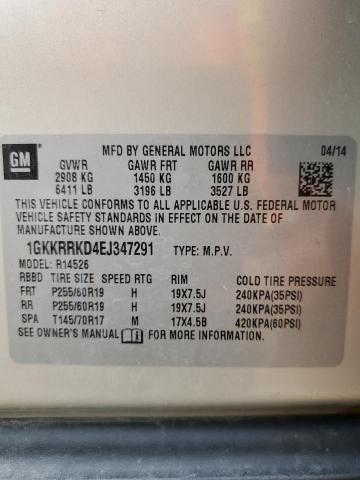 MFD BY GENERAL MOTORS LLC 04/14
GM
GVWR GAWR FRT GAWR RR
2908 KG 1450 KG 1600 KG
6411 LB 3196 LB 3527 LB
THIS VEHICLE CONFORMS TO ALL APPLICABLE U.S. FEDERAL MOTOR
VEHICLE SAFETY STANDARDS IN EFFECT ON THE DATE OF
MANUFACTURE SHOWN ABOVE.
1GKKRRKD4EJ347291 TYPE: M.P.V.
MODEL: R14526
RBBD TIRE SIZE SPEED RTG RIM COLD TIRE PRESSURE
FRT P255/60R19 H 19X7.5J 240KPA(35PSI)
RR P255/60R19 H 19X7.5J 240KPA(35PSI)
SPA T145/70R17 M 17X4.5B 420KPA(60PSI)
SEE OWNER'S MANUAL FOR MORE INFORMATION